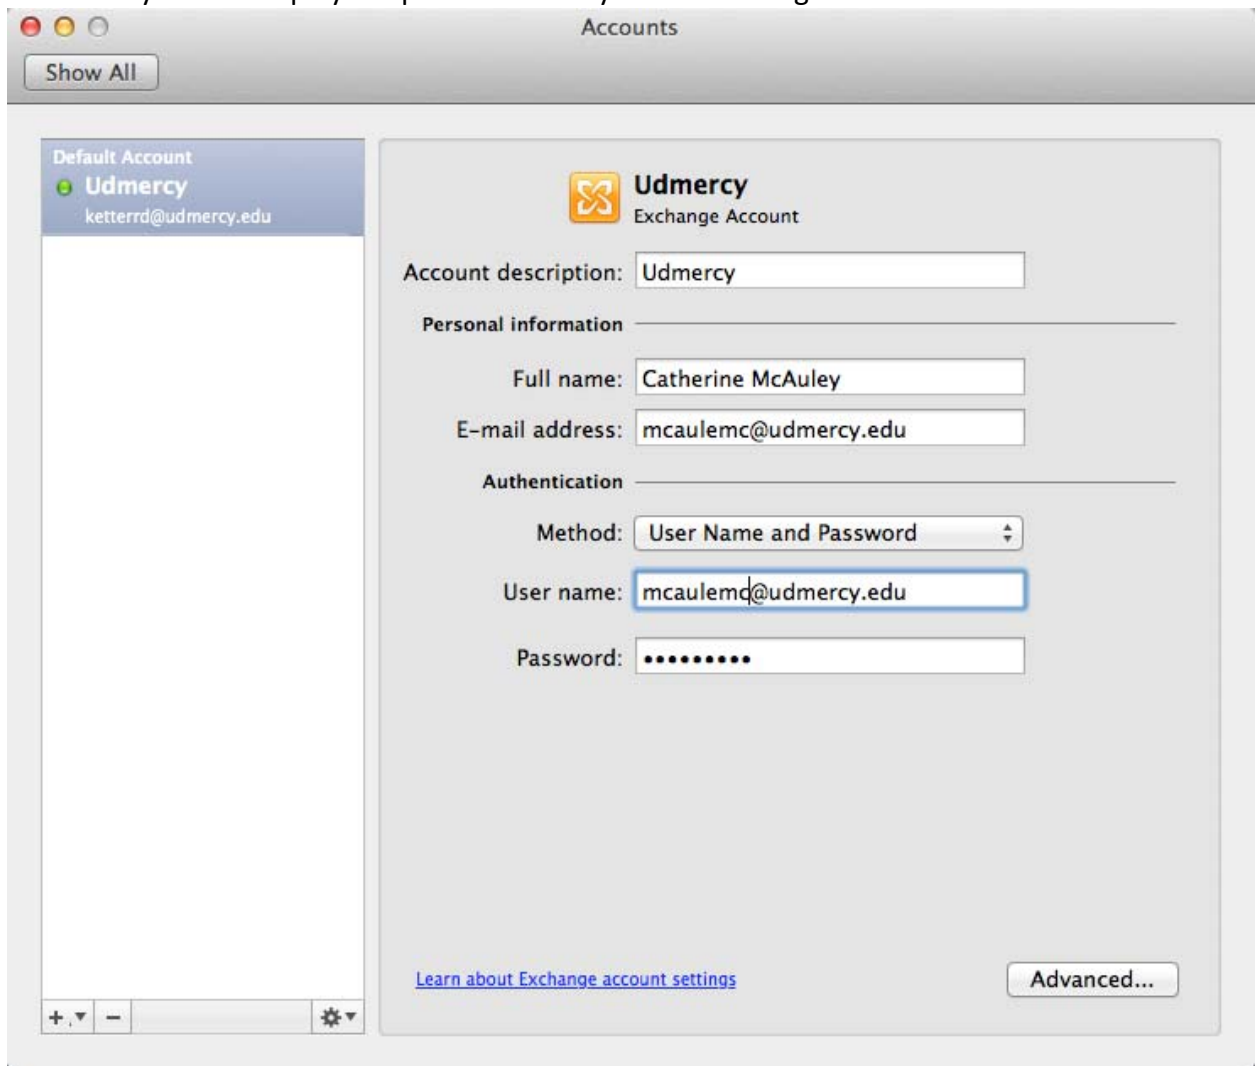 Accounts
Show All
Default Account
Udmercy
ketterrd@udmercy.edu
Udmercy
Exchange Account
Account description: Udmercy
Personal information
Full name: Catherine McAuley
E-mail address: mcaulemc@udmercy.edu
Authentication
Method: User Name and Password
User name: mcaulemc@udmercy.edu
Password: •••••••••
Learn about Exchange account settings
Advanced...